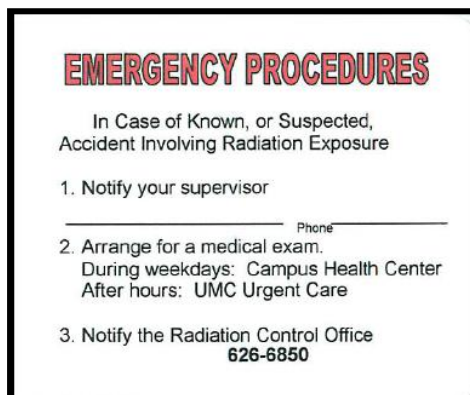 EMERGENCY PROCEDURES
In Case of Known, or Suspected,
Accident Involving Radiation Exposure
1. Notify your supervisor
Phone
2. Arrange for a medical exam.
During weekdays: Campus Health Center
After hours: UMC Urgent Care
3. Notify the Radiation Control Office
626-6850